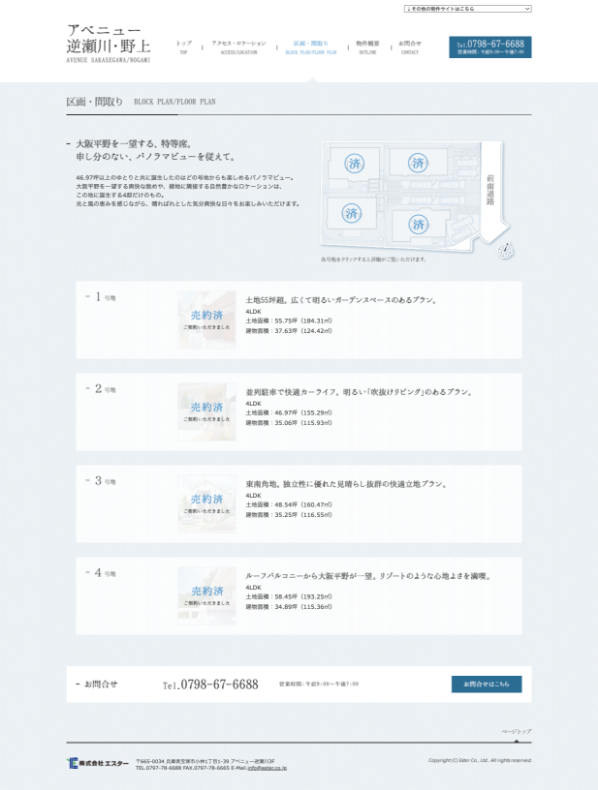 ↓その他の物件サイトはこちら
アベニュー
逆瀬川・野上
AVENUE SAKASEGAWA/NOGAMI
トップ
TOP
アクセス・ロケーション
ACCESS/LOCATION
区画・間取り
BLOCK PLAN/FLOOR PLAN
物件概要
OUTLINE
お問合せ
CONTACT
Tel.0798-67-6688
営業時間:午前9:00〜午後7:00
区画・間取り BLOCK PLAN/FLOOR PLAN
大阪平野を一望する、特等席。
申し分のない、パノラマビューを従えて。
46.97坪以上のゆとりと共に誕生したのはどの号地からも楽しめるパノラマビュー。
大阪平野を一望する爽快な眺めや、緑地に隣接する自然豊かなロケーションは、
この地に誕生する4邸だけのもの。
光と風の恵みを感じながら、晴ればれとした気分爽快な日々をお楽しみいただけます。
済
済
済
済
前面道路
各号地をクリックすると詳細がご覧いただけます。
1 号地
売約済
ご契約いただきました
土地55坪超。広くて明るいガーデンスペースのあるプラン。
4LDK
土地面積：55.75坪（184.31㎡）
建物面積：37.63坪（124.42㎡）
2 号地
売約済
ご契約いただきました
並列駐車で快適カーライフ。明るい「吹抜けリビング」のあるプラン。
4LDK
土地面積：46.97坪（155.29㎡）
建物面積：35.06坪（115.93㎡）
3 号地
売約済
ご契約いただきました
東南角地。独立性に優れた見晴らし抜群の快適立地プラン。
4LDK
土地面積：48.54坪（160.47㎡）
建物面積：35.25坪（116.55㎡）
4 号地
売約済
ご契約いただきました
ルーフバルコニーから大阪平野が一望。リゾートのような心地よさを満喫。
4LDK
土地面積：58.45坪（193.25㎡）
建物面積：34.89坪（115.36㎡）
お問合せ
Tel.0798-67-6688
営業時間:午前9:00〜午後7:00
お問合せはこちら
ページトップ
株式会社 エスター
〒665-0034 兵庫県宝塚市小林1丁目1-39 アベニュー逆瀬川3F
TEL.0797-78-6688 FAX.0797-78-6665 E-Mail.info@ester.co.jp
Copyright(C) Ester Co., Ltd. All rights reserved.